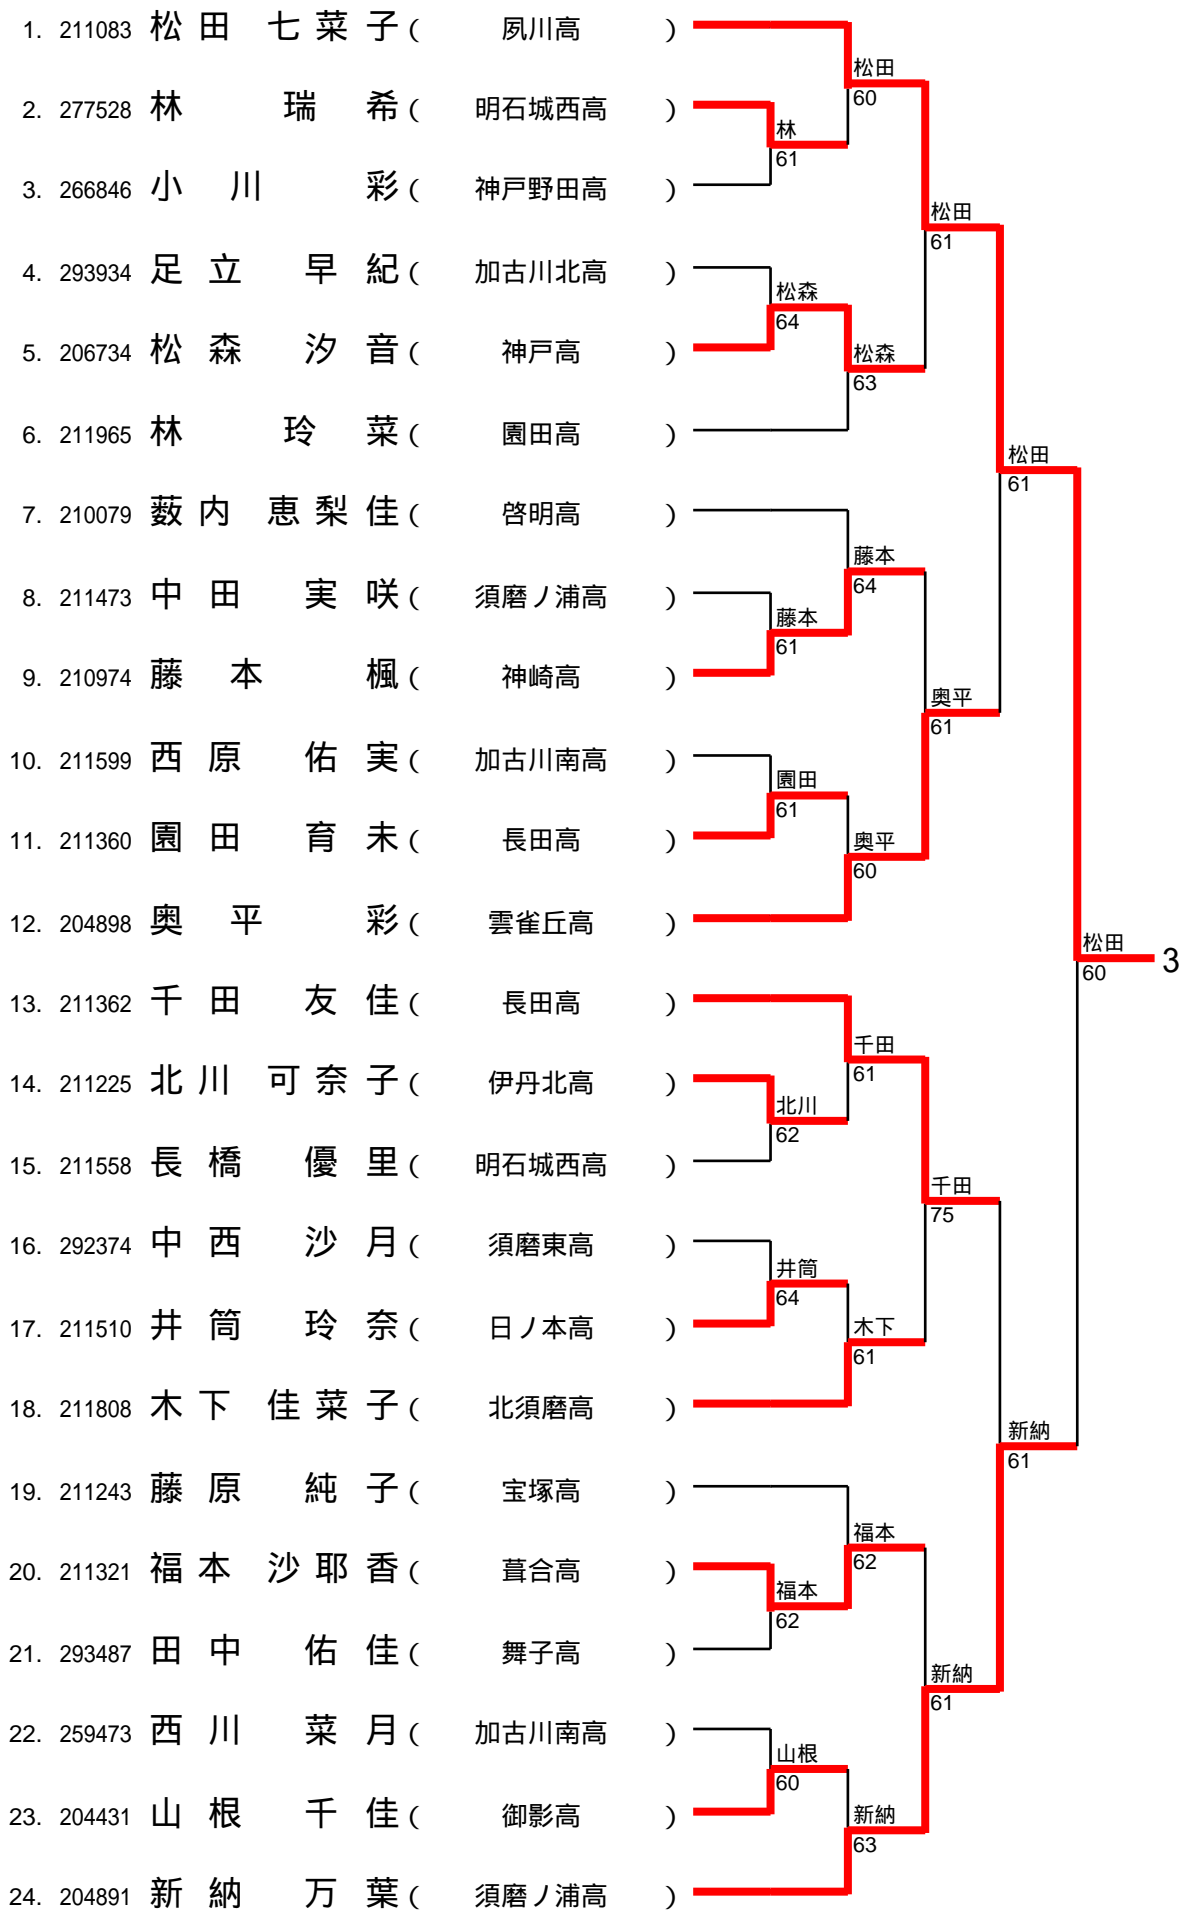 1. 211083 松田 七菜子 ( 夙川高 )
2. 277528 林 瑞希 ( 明石城西高 )
3. 266846 小川 彩 ( 神戸野田高 )
4. 293934 足立 早紀 ( 加古川北高 )
5. 206734 松森 汐音 ( 神戸高 )
6. 211965 林 玲菜 ( 園田高 )
7. 210079 薮内 恵梨佳 ( 啓明高 )
8. 211473 中田 実咲 ( 須磨ノ浦高 )
9. 210974 藤本 楓 ( 神崎高 )
10. 211599 西原 佑実 ( 加古川南高 )
11. 211360 園田 育未 ( 長田高 )
12. 204898 奥平 彩 ( 雲雀丘高 )
13. 211362 千田 友佳 ( 長田高 )
14. 211225 北川 可奈子 ( 伊丹北高 )
15. 211558 長橋 優里 ( 明石城西高 )
16. 292374 中西 沙月 ( 須磨東高 )
17. 211510 井筒 玲奈 ( 日ノ本高 )
18. 211808 木下 佳菜子 ( 北須磨高 )
19. 211243 藤原 純子 ( 宝塚高 )
20. 211321 福本 沙耶香 ( 葺合高 )
21. 293487 田中 佑佳 ( 舞子高 )
22. 259473 西川 菜月 ( 加古川南高 )
23. 204431 山根 千佳 ( 御影高 )
24. 204891 新納 万葉 ( 須磨ノ浦高 )
林
61
松森
64
藤本
61
園田
61
北川
62
井筒
64
福本
62
山根
60
松田
60
松森
63
藤本
64
奥平
60
千田
61
木下
61
福本
62
新納
63
松田
61
奥平
61
千田
75
新納
61
松田
61
新納
61
松田
60
3